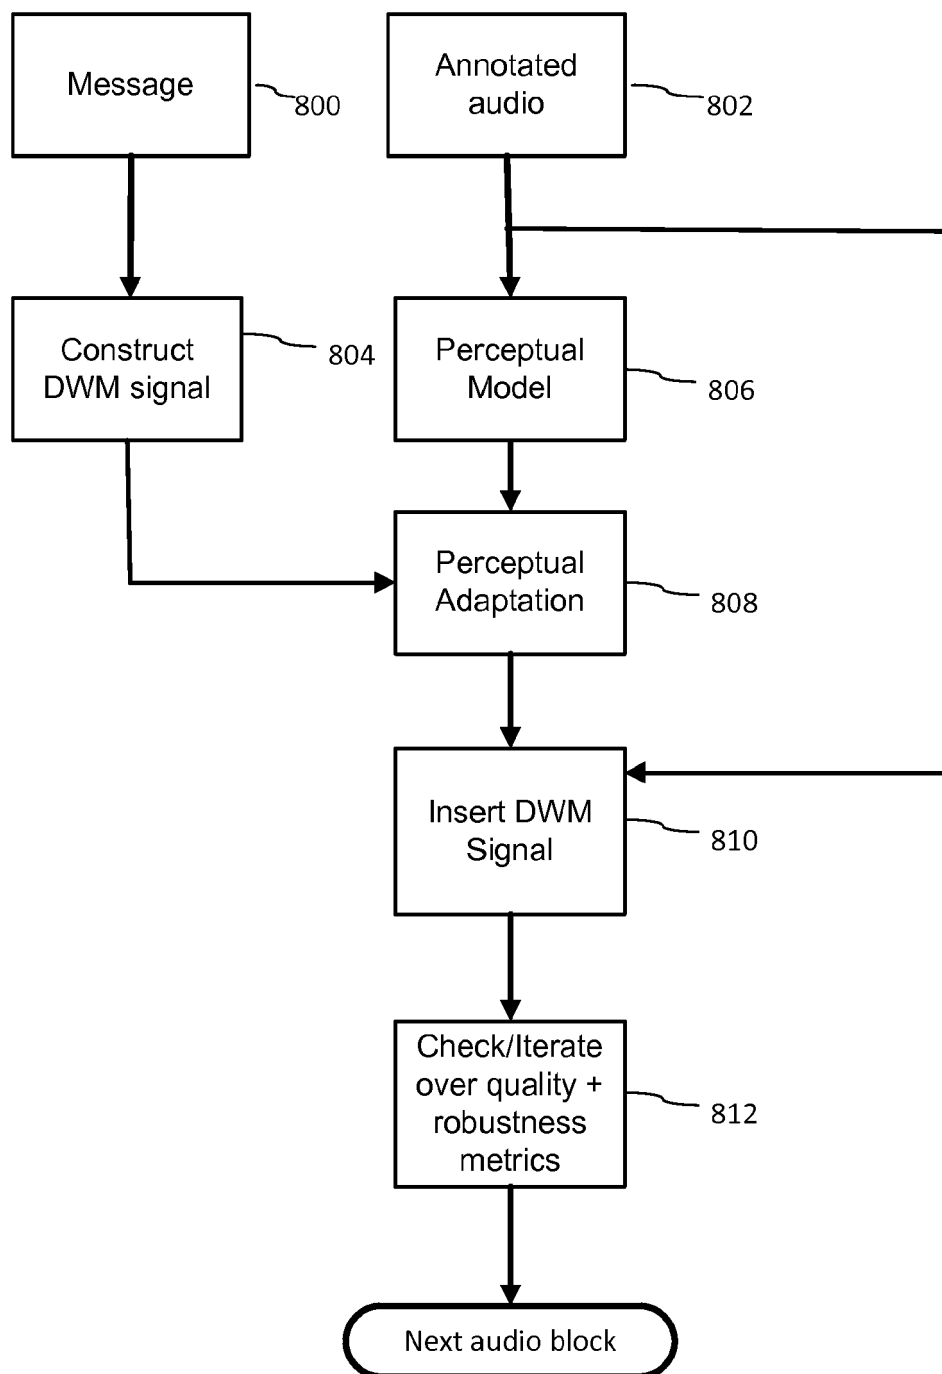 Message
800
Annotated
audio
802
Construct
DWM signal
804
Perceptual
Model
806
Perceptual
Adaptation
808
Insert DWM
Signal
810
Check/Iterate
over quality +
robustness
metrics
812
Next audio block